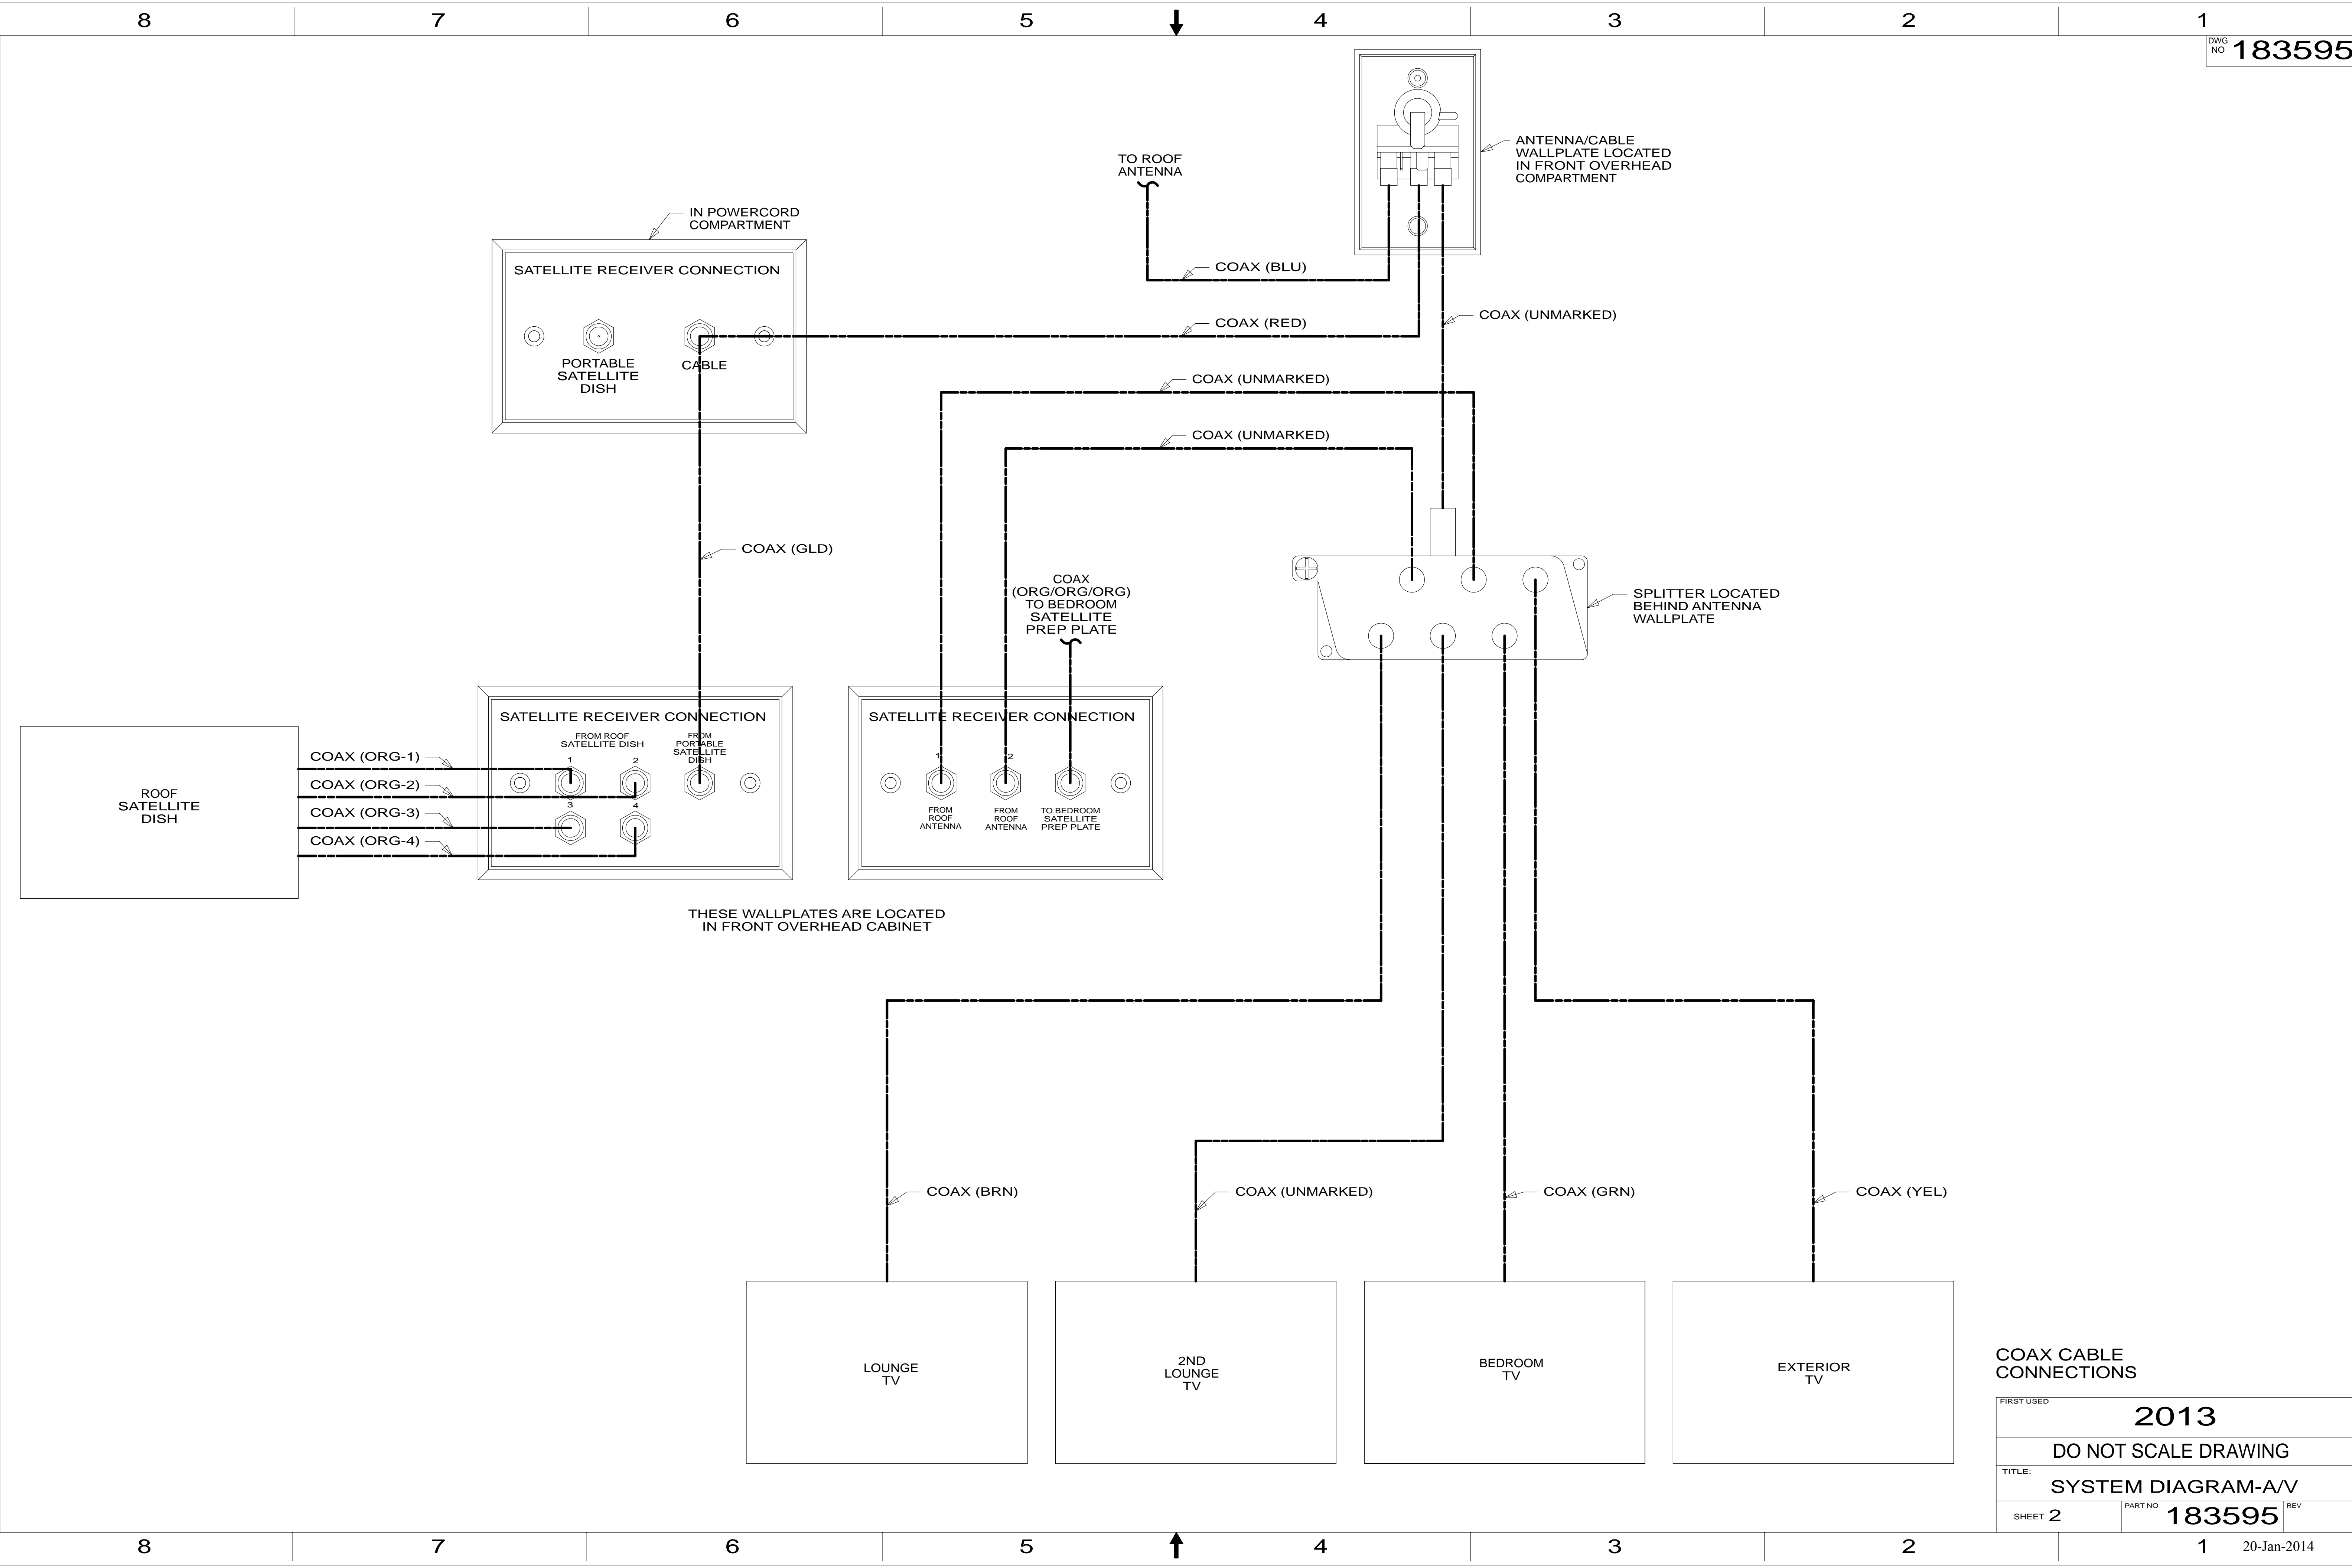 8 7 6 5 4 3 2 1
DWG
NO 183595
ANTENNA/CABLE
WALLPLATE LOCATED
IN FRONT OVERHEAD
COMPARTMENT
TO ROOF
ANTENNA
IN POWERCORD
COMPARTMENT
SATELLITE RECEIVER CONNECTION
PORTABLE
SATELLITE
DISH
CABLE
COAX (BLU)
COAX (RED)
COAX (UNMARKED)
COAX (UNMARKED)
COAX (UNMARKED)
COAX (GLD)
COAX
(ORG/ORG/ORG)
TO BEDROOM
SATELLITE
PREP PLATE
SPLITTER LOCATED
BEHIND ANTENNA
WALLPLATE
ROOF
SATELLITE
DISH
COAX (ORG-1)
COAX (ORG-2)
COAX (ORG-3)
COAX (ORG-4)
SATELLITE RECEIVER CONNECTION
FROM ROOF
SATELLITE DISH
FROM
PORTABLE
SATELLITE
DISH
1 2
3 4
SATELLITE RECEIVER CONNECTION
1 2
FROM
ROOF
ANTENNA
FROM
ROOF
ANTENNA
TO BEDROOM
SATELLITE
PREP PLATE
THESE WALLPLATES ARE LOCATED
IN FRONT OVERHEAD CABINET
COAX (BRN)
COAX (UNMARKED)
COAX (GRN)
COAX (YEL)
LOUNGE
TV
2ND
LOUNGE
TV
BEDROOM
TV
EXTERIOR
TV
COAX CABLE
CONNECTIONS
FIRST USED
2013
DO NOT SCALE DRAWING
TITLE:
SYSTEM DIAGRAM-A/V
SHEET 2
PART NO 183595
REV
8 7 6 5 4 3 2 1
20-Jan-2014